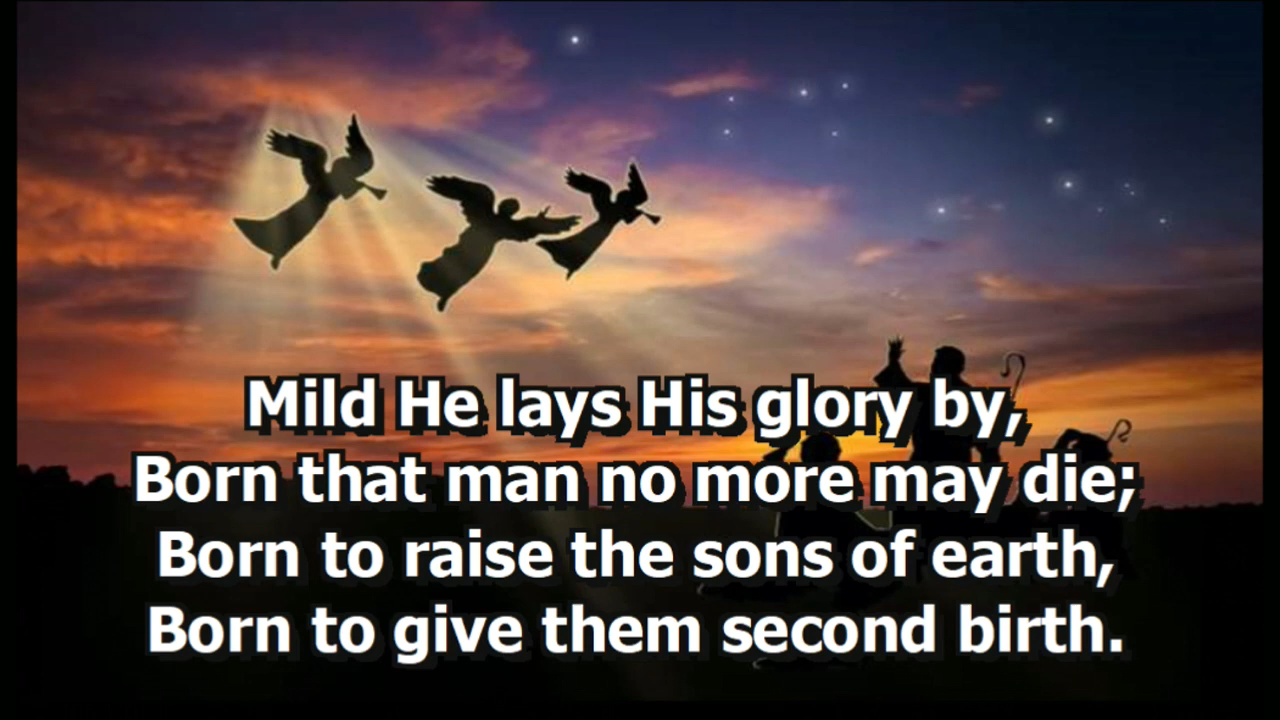 Mild He lays His glory by,
Born that man no more may die;
Born to raise the sons of earth,
Born to give them second birth.